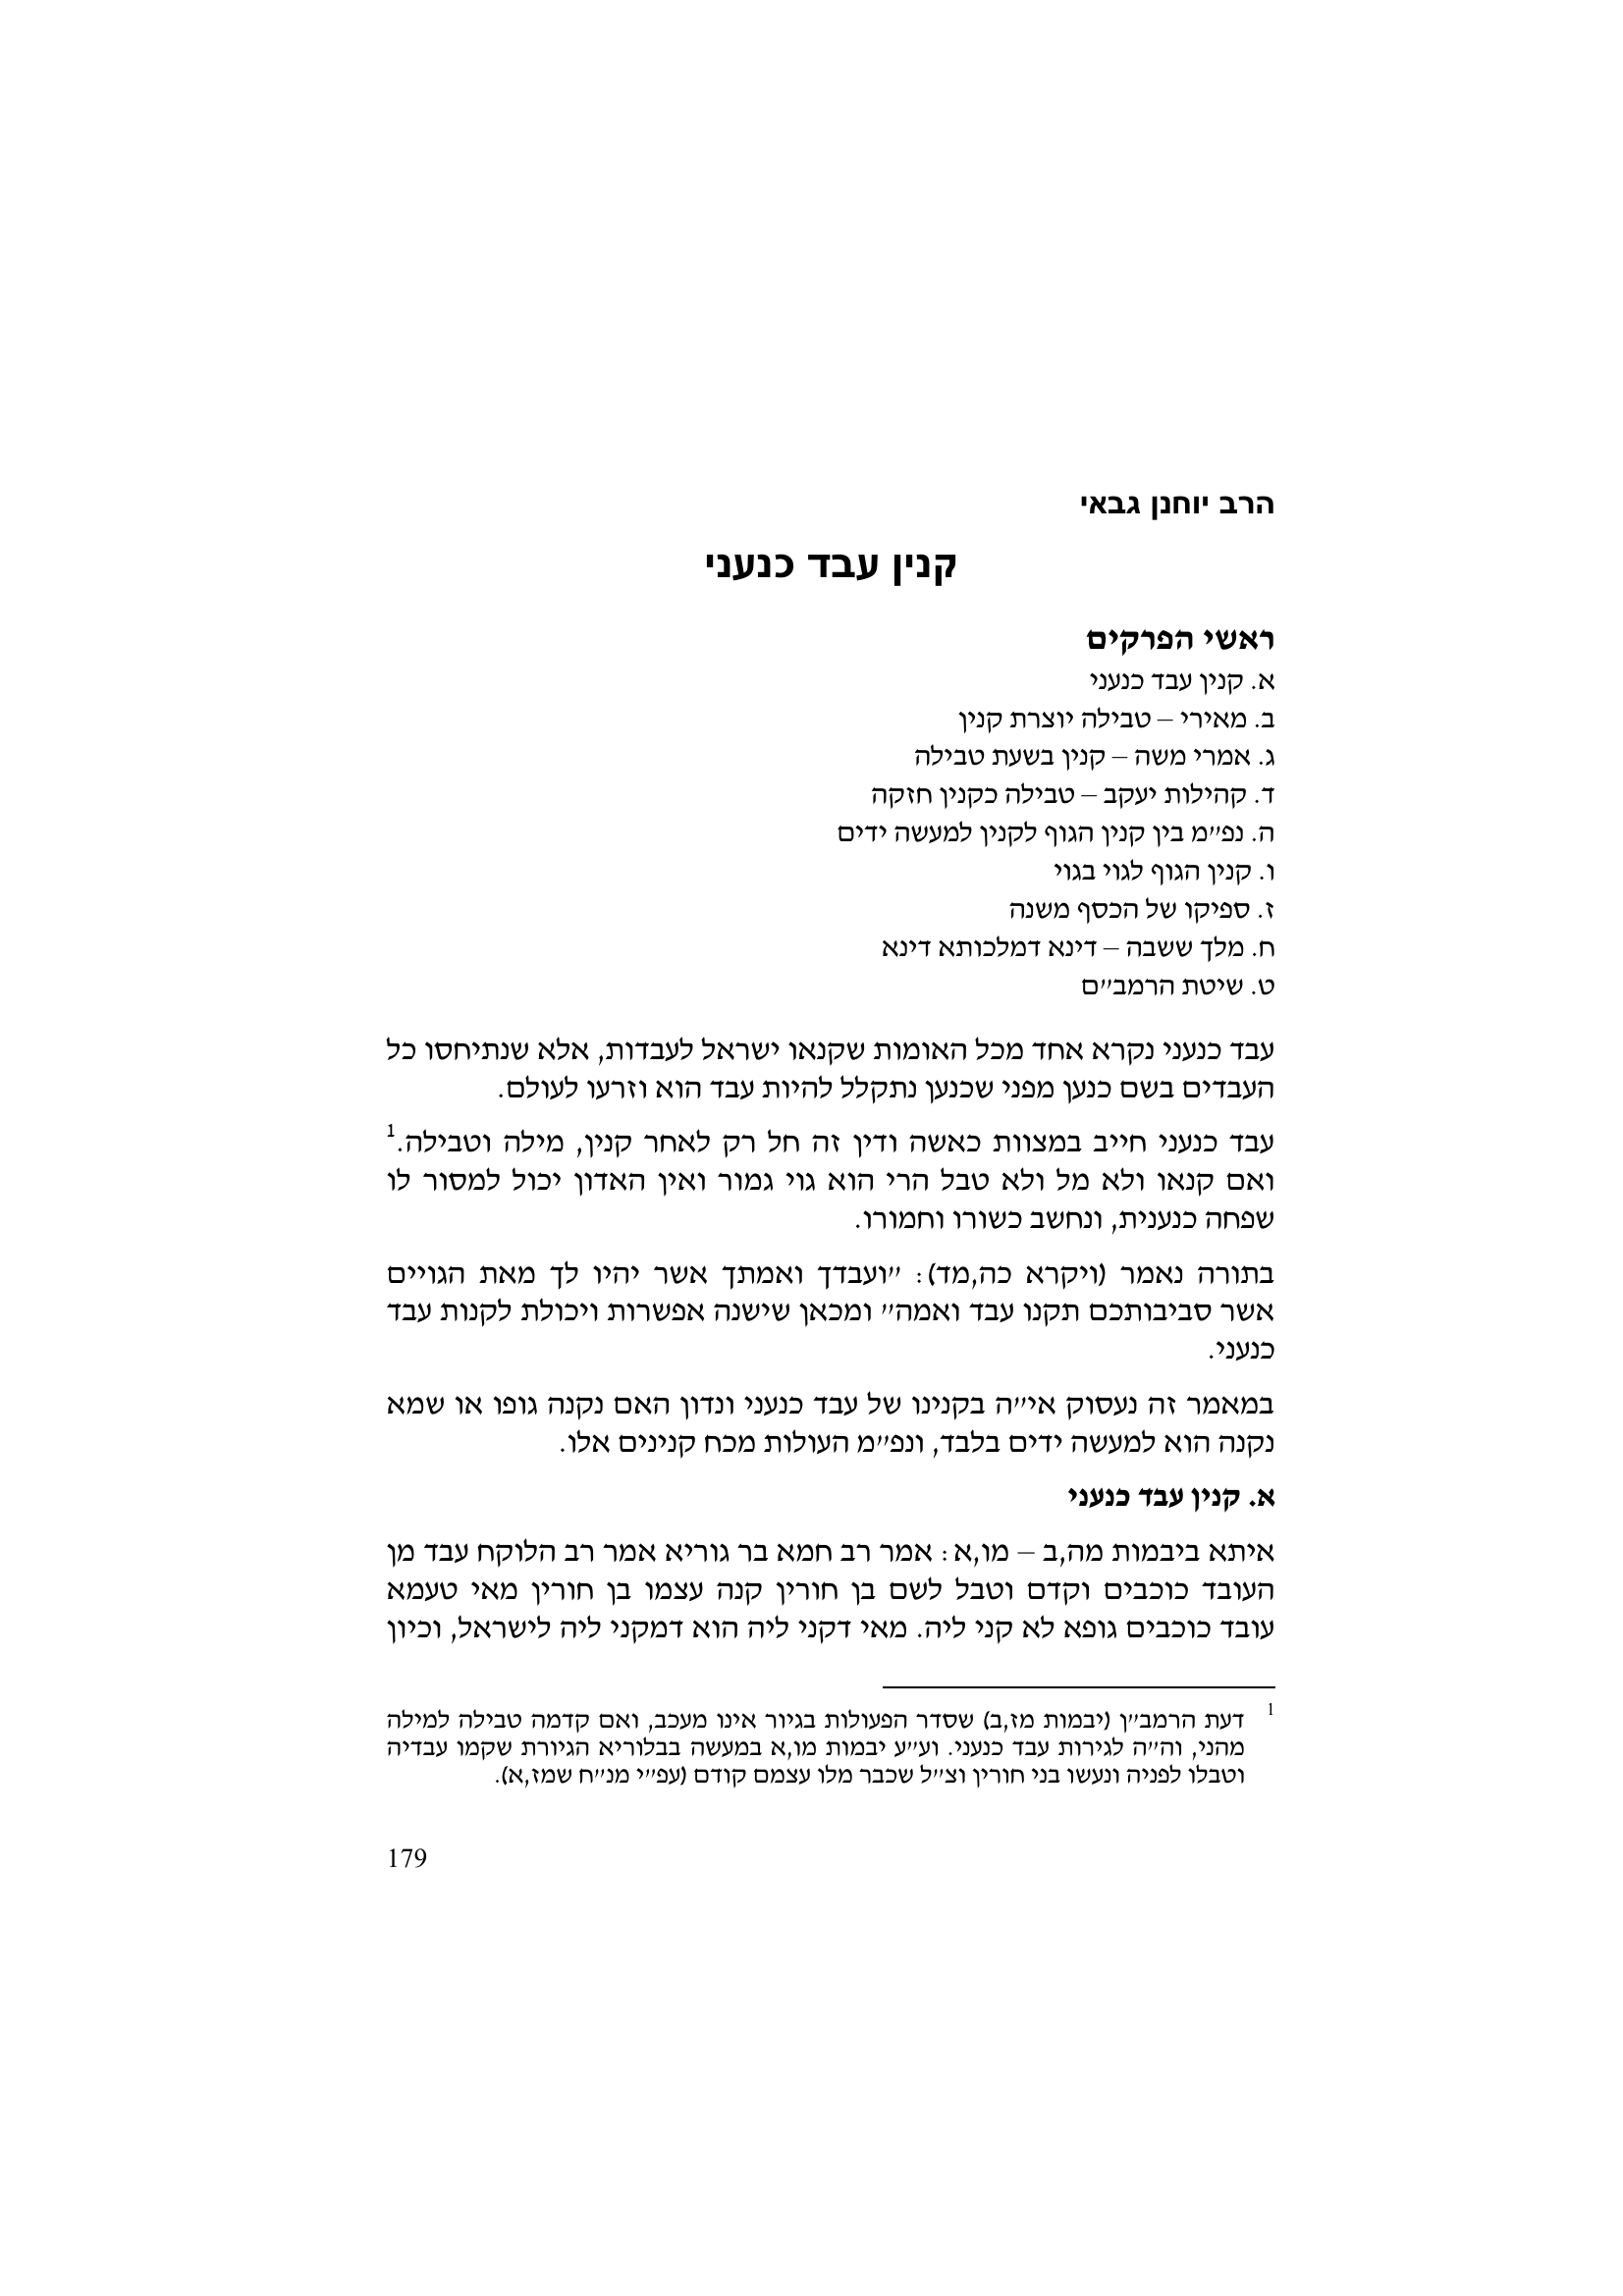 הרב יוחנן גבאי
קנין עבד כנעני
ראשי הפרקים
א. קנין עבד כנעני
ב. מאירי – טבילה יוצרת קנין
ג. אמרי משה – קנין בשעת טבילה
ד. קהילות יעקב – טבילה כקנין חזקה
ה. נפ״מ בין קנין הגוף לקנין למעשה ידים
ו. קנין הגוף לגוי בגוי
ז. ספיקו של הכסף משנה
ח. מלך ששבה – דינא דמלכותא דינא
ט. שיטת הרמב״ם
עבד כנעני נקרא אחד מכל האומות שקנאו ישראל לעבדות, אלא שנתיחסו כל
העבדים בשם כנען מפני שכנען נתקלל להיות עבד הוא וזרעו לעולם.
עבד כנעני חייב במצוות כאשה ודין זה חל רק לאחר קנין, מילה וטבילה.1
ואם קנאו ולא מל ולא טבל הרי הוא גוי גמור ואין האדון יכול למסור לו
שפחה כנענית, ונחשב כשורו וחמורו.
בתורה נאמר (ויקרא כה,מד): ״ועבדך ואמתך אשר יהיו לך מאת הגויים
אשר סביבותכם תקנו עבד ואמה״ ומכאן שישנה אפשרות ויכולת לקנות עבד
כנעני.
במאמר זה נעסוק אי״ה בקנינו של עבד כנעני ונדון האם נקנה גופו או שמא
נקנה הוא למעשה ידים בלבד, ונפ״מ העולות מכח קנינים אלו.
א. קנין עבד כנעני
איתא ביבמות מה,ב – מו,א: אמר רב חמא בר גוריא אמר רב הלוקח עבד מן
העובד כוכבים וקדם וטבל לשם בן חורין קנה עצמו בן חורין מאי טעמא
עובד כוכבים גופא לא קני ליה. מאי דקני ליה הוא דמקני ליה לישראל, וכיון
1 דעת הרמב״ן (יבמות מז,ב) שסדר הפעולות בגיור אינו מעכב, ואם קדמה טבילה למילה
מהני, וה״ה לגירות עבד כנעני. וע״ע יבמות מו,א במעשה בבלוריא הגיורת שקמו עבדיה
וטבלו לפניה ונעשו בני חורין וצ״ל שכבר מלו עצמם קודם (עפ״י מנ״ח שמז,א).
179